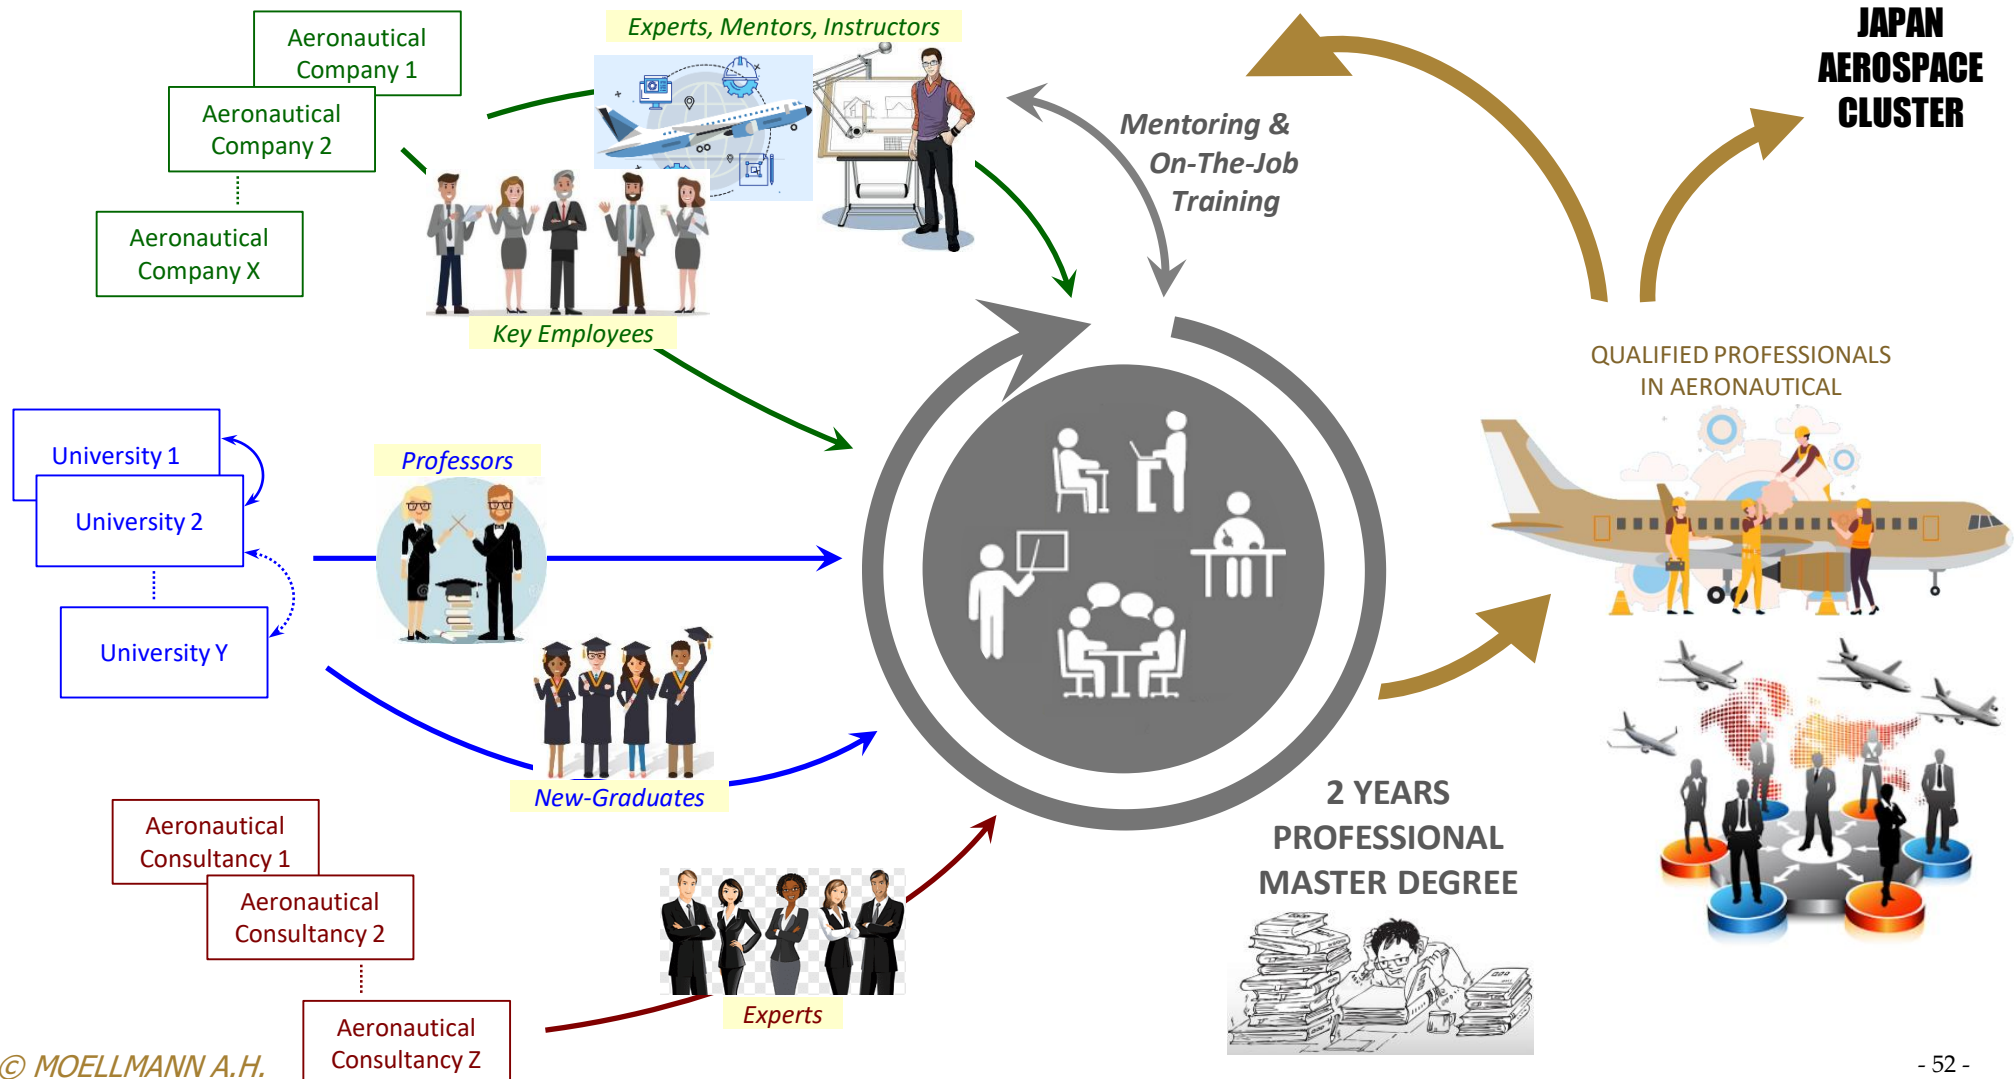 Aeronautical
Company 1
Aeronautical
Company 2
Aeronautical
Company X
Experts, Mentors, Instructors
Key Employees
Mentoring &
On-The-Job
Training
JAPAN
AEROSPACE
CLUSTER
QUALIFIED PROFESSIONALS
IN AERONAUTICAL
University 1
University 2
University Y
Professors
New-Graduates
Aeronautical
Consultancy 1
Aeronautical
Consultancy 2
Aeronautical
Consultancy Z
Experts
2 YEARS
PROFESSIONAL
MASTER DEGREE
© MOELLMANN A.H.
- 52 -